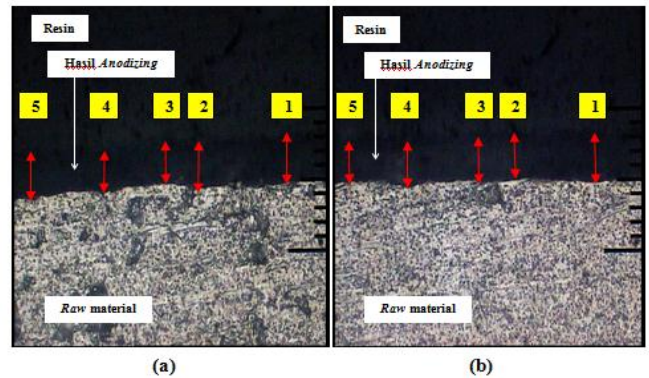 Resin
Hasil Anodizing
5 4 3 2 1
Raw material
(a)
Resin
Hasil Anodizing
5 4 3 2 1
Raw material
(b)